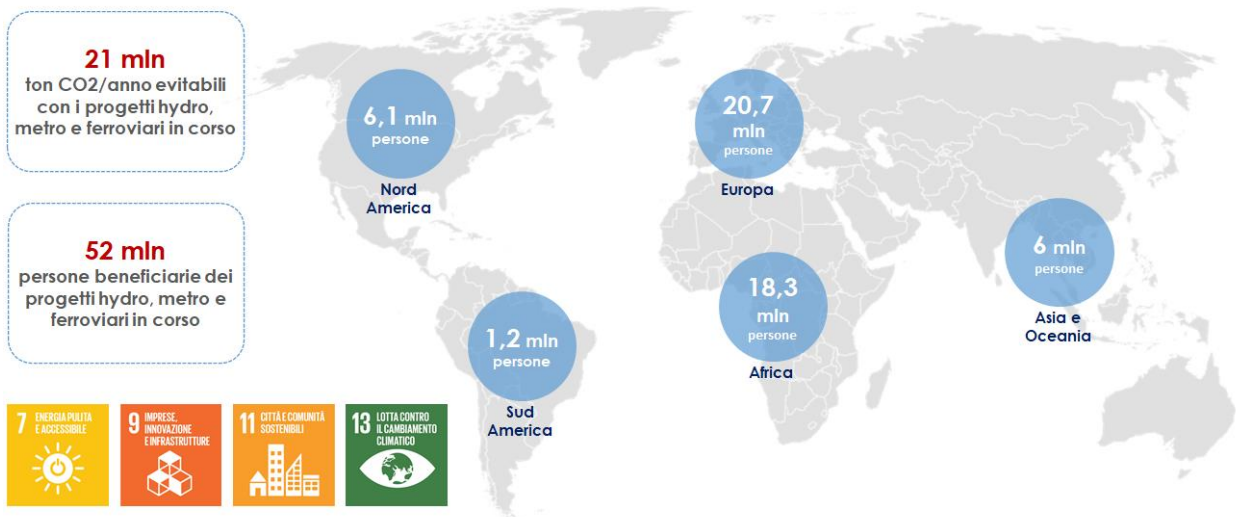 21 mln
ton CO2/anno evitabili
con i progetti hydro,
metro e ferroviari in corso
52 mln
persone beneficiarie dei
progetti hydro, metro e
ferroviari in corso
6,1 mln
persone
Nord
America
20,7
mln
persone
Europa
6 mln
persone
Asia e
Oceania
18,3
mln
persone
Africa
1,2 mln
persone
Sud
America
7 ENERGIA PULITA
E ACCESSIBILE
9 IMPRESE,
INNOVAZIONE
E INFRASTRUTTURE
11 CITTÀ E COMUNITÀ
SOSTENIBILI
13 LOTTA CONTRO
IL CAMBIAMENTO
CLIMATICO